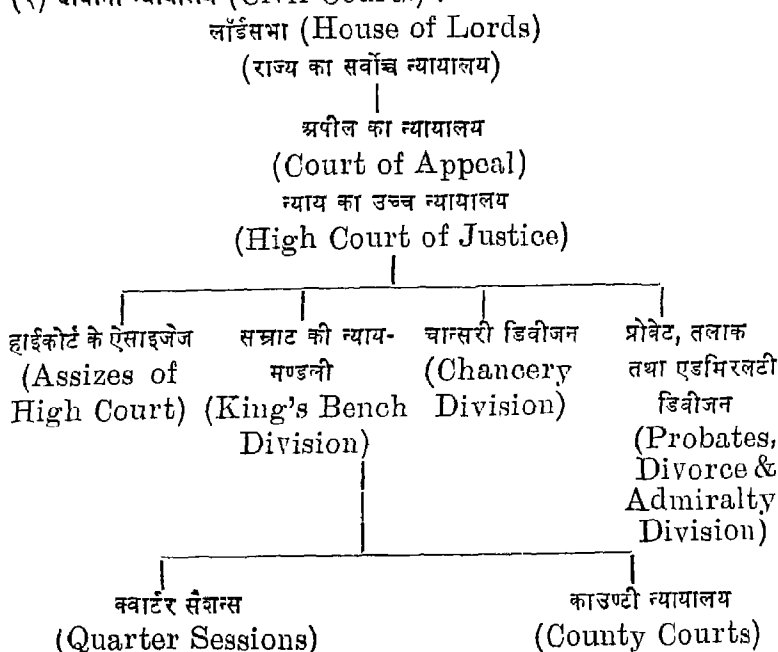 (Civil Courts) :
लॉर्डसभा (House of Lords)
(राज्य का सर्वोच्च न्यायालय)
अपील का न्यायालय
(Court of Appeal)
न्याय का उच्च न्यायालय
(High Court of Justice)
हाईकोर्ट के ऐसाइजेज
(Assizes of
High Court)
सम्राट की न्याय-
मण्डली
(King's Bench
Division)
चान्सरी डिवीजन
(Chancery
Division)
प्रोवेट, तलाक
तथा एडमिरलटी
डिवीजन
(Probates,
Divorce &
Admiralty
Division)
क्वार्टर सैशन्स
(Quarter Sessions)
काउण्टी न्यायालय
(County Courts)